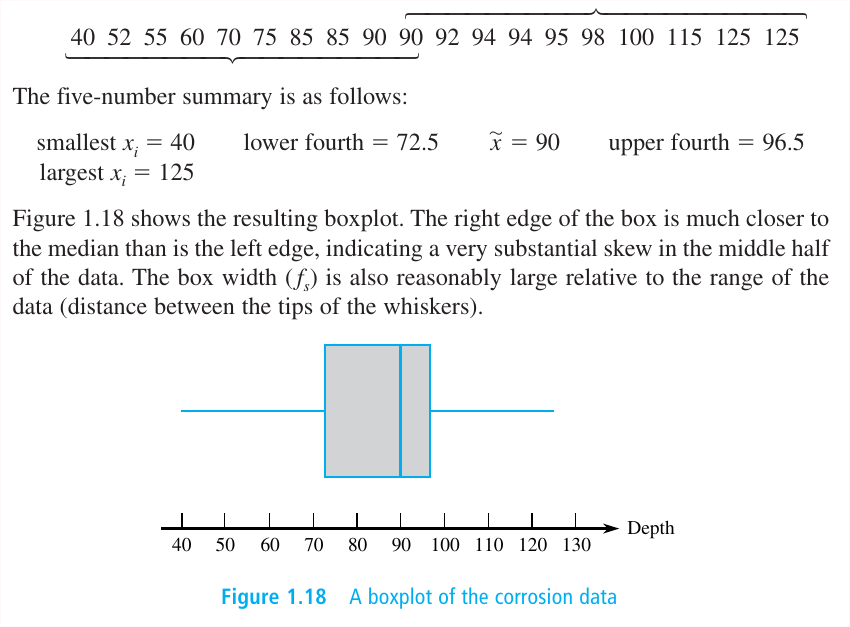 40 52 55 60 70 75 85 85 90 90 92 94 94 95 98 100 115 125 125
The five-number summary is as follows:
smallest xᵢ = 40 lower fourth = 72.5 x̃ = 90 upper fourth = 96.5
largest xᵢ = 125
Figure 1.18 shows the resulting boxplot. The right edge of the box is much closer to
the median than is the left edge, indicating a very substantial skew in the middle half
of the data. The box width (fₛ) is also reasonably large relative to the range of the
data (distance between the tips of the whiskers).
40 50 60 70 80 90 100 110 120 130 Depth
Figure 1.18 A boxplot of the corrosion data